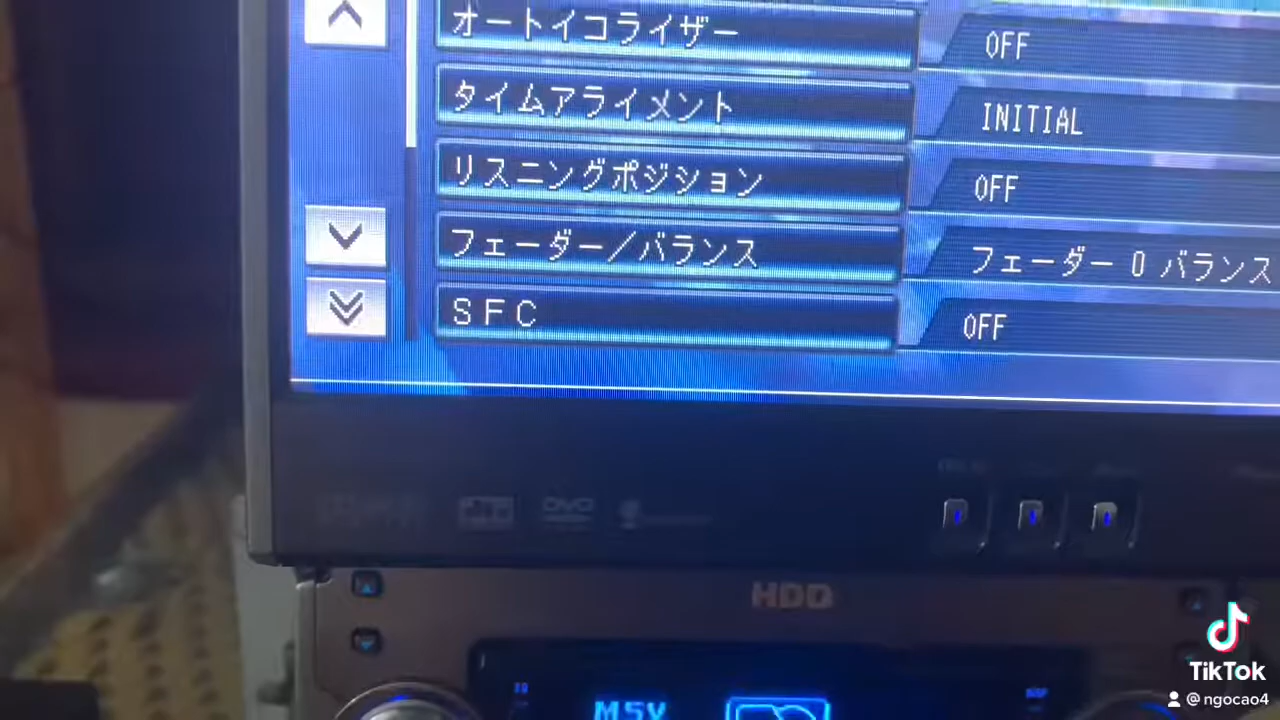 オートイコライザー OFF
タイムアライメント INITIAL
リスニングポジション OFF
フェーダー/バランス フェーダー 0 バランス
SFC OFF
DVD
HDD
MSV
TikTok
@ngocao4